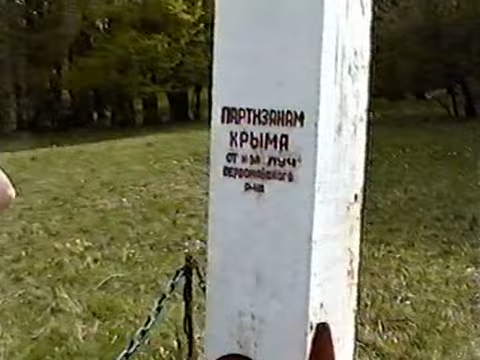 ПАРТИЗАНАМ
КРЫМА
ОТ К-ЗА "ЛУЧ"
ПЕРВОМАЙСКОГО
Р-НА